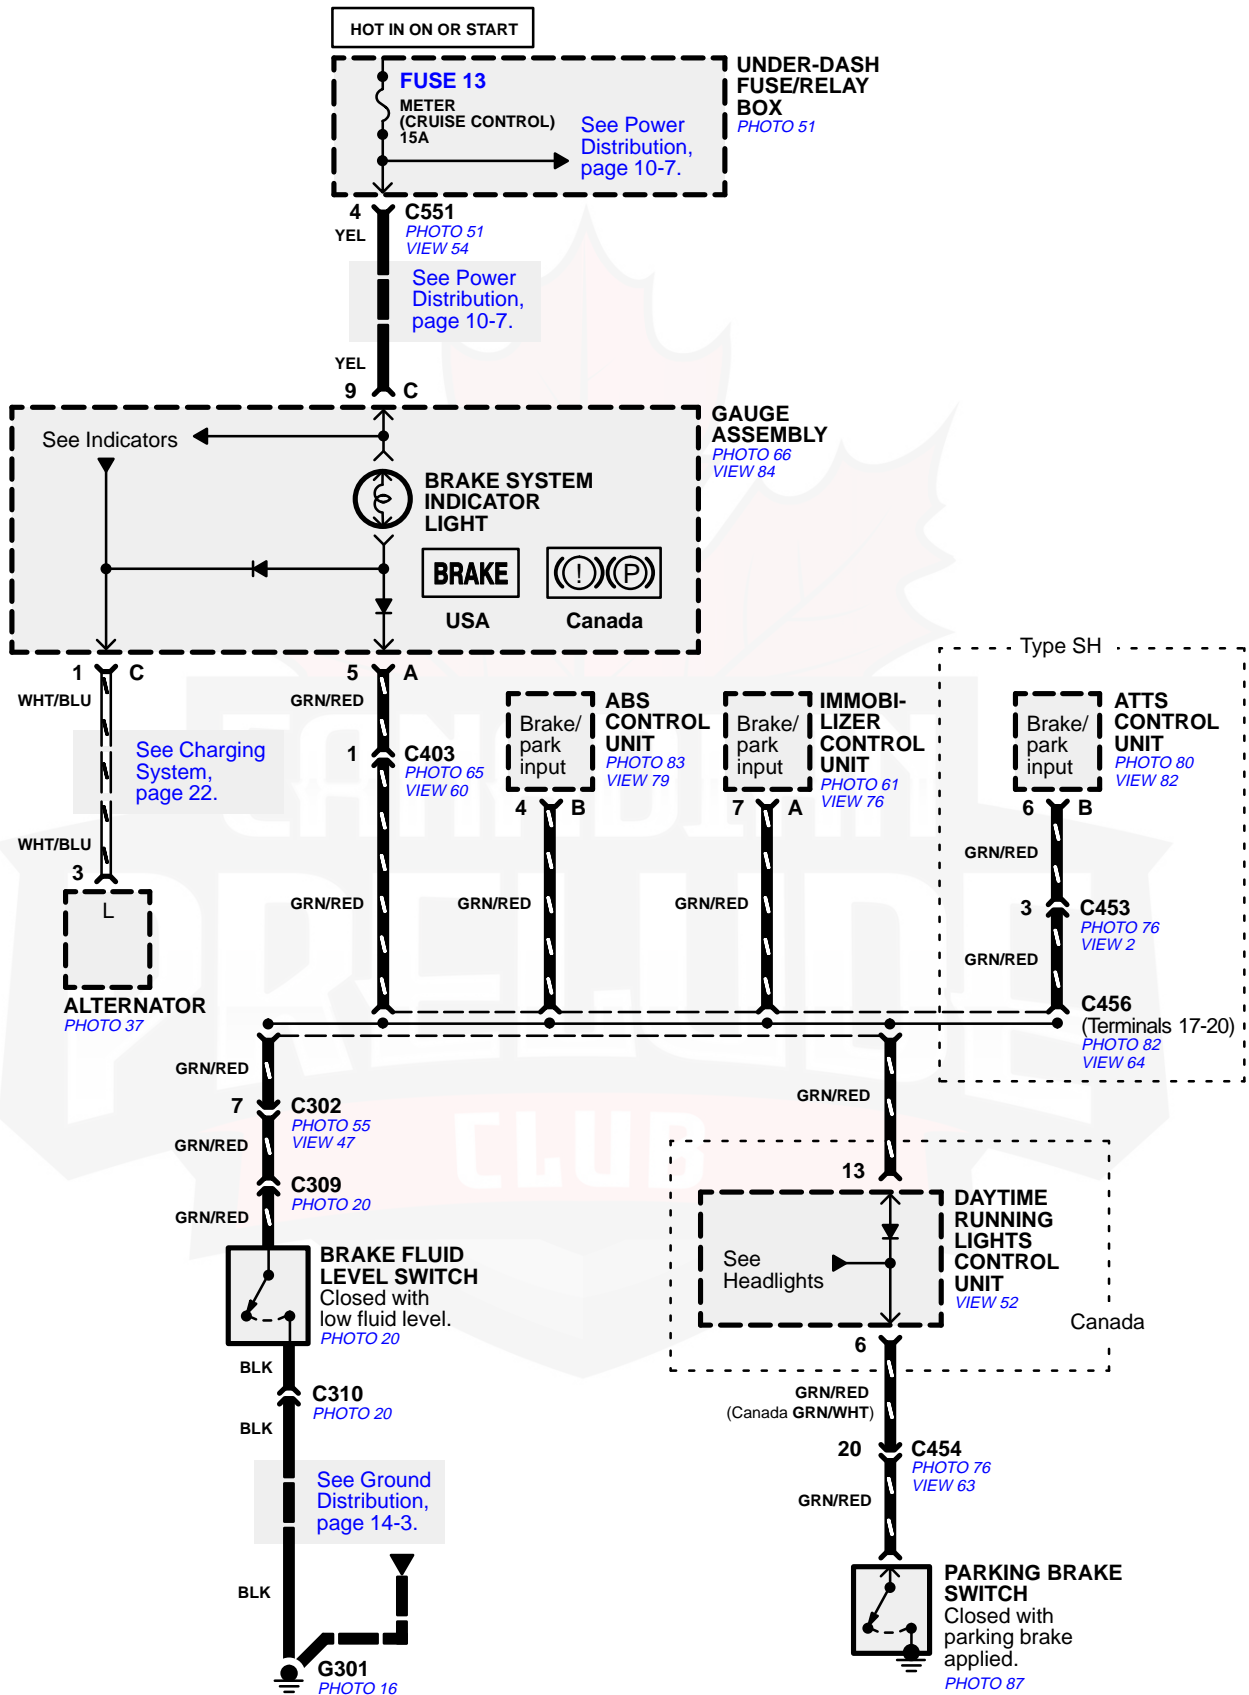 HOT IN ON OR START
UNDER-DASH
FUSE/RELAY
BOX
PHOTO 51
FUSE 13
METER
(CRUISE CONTROL)
15A
See Power
Distribution,
page 10-7.
4
C551
PHOTO 51
VIEW 54
YEL
See Power
Distribution,
page 10-7.
YEL
9
C
GAUGE
ASSEMBLY
PHOTO 66
VIEW 84
See Indicators
BRAKE SYSTEM
INDICATOR
LIGHT
BRAKE
(!)(P)
USA
Canada
1
C
5
A
WHT/BLU
GRN/RED
See Charging
System,
page 22.
WHT/BLU
3
L
ALTERNATOR
PHOTO 37
1
C403
PHOTO 65
VIEW 60
GRN/RED
Brake/
park
input
ABS
CONTROL
UNIT
PHOTO 83
VIEW 79
4
B
GRN/RED
Brake/
park
input
IMMOBI-
LIZER
CONTROL
UNIT
PHOTO 61
VIEW 76
7
A
GRN/RED
Type SH
Brake/
park
input
ATTS
CONTROL
UNIT
PHOTO 80
VIEW 82
6
B
GRN/RED
3
C453
PHOTO 76
VIEW 2
GRN/RED
C456
(Terminals 17-20)
PHOTO 82
VIEW 64
GRN/RED
7
C302
PHOTO 55
VIEW 47
GRN/RED
C309
PHOTO 20
GRN/RED
BRAKE FLUID
LEVEL SWITCH
Closed with
low fluid level.
PHOTO 20
BLK
C310
PHOTO 20
BLK
See Ground
Distribution,
page 14-3.
BLK
G301
PHOTO 16
GRN/RED
13
See
Headlights
DAYTIME
RUNNING
LIGHTS
CONTROL
UNIT
VIEW 52
Canada
6
GRN/RED
(Canada GRN/WHT)
20
C454
PHOTO 76
VIEW 63
GRN/RED
PARKING BRAKE
SWITCH
Closed with
parking brake
applied.
PHOTO 87
CANADIAN
PRELUDE
CLUB